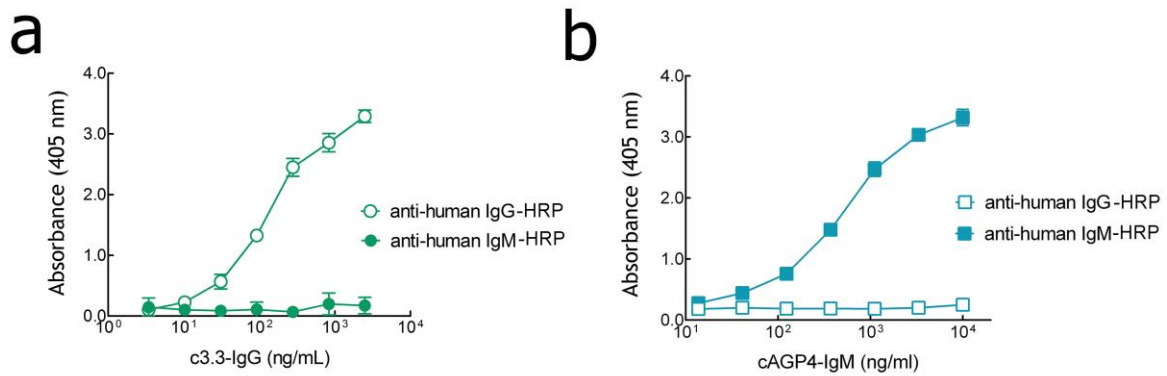 a
4.0
3.0
2.0
1.0
0.0
10⁰
10¹
10²
10³
10⁴
Absorbance (405 nm)
c3.3-IgG (ng/mL)
anti-human IgG-HRP
anti-human IgM-HRP
b
4.0
3.0
2.0
1.0
0.0
10¹
10²
10³
10⁴
Absorbance (405 nm)
cAGP4-IgM (ng/ml)
anti-human IgG-HRP
anti-human IgM-HRP